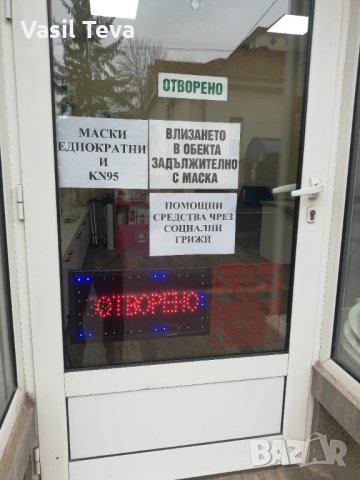 Vasil Teva
ОТВОРЕНО
МАСКИ
ЕДНОКРАТНИ
И
KN95
ВЛИЗАНЕТО
В ОБЕКТА
ЗАДЪЛЖИТЕЛНО
С МАСКА
ПОМОЩНИ
СРЕДСТВА ЧРЕЗ
СОЦИАЛНИ
ГРИЖИ
ОТВОРЕНО
BAZAR